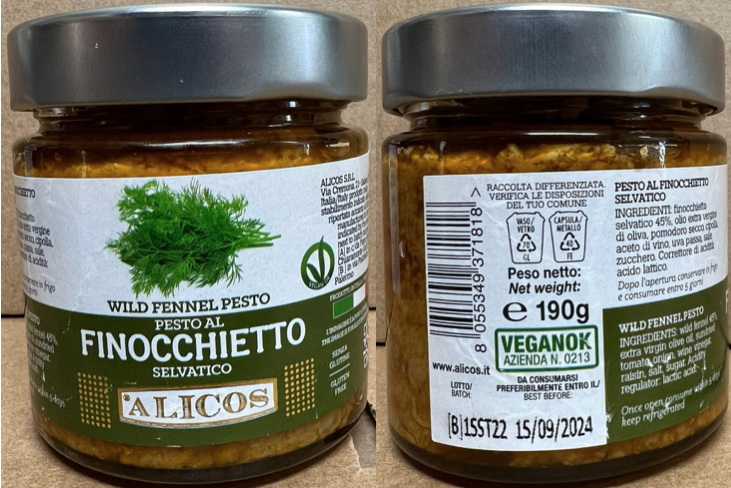 ALICOS S.R.L.
Via Cremona, 21
Italia/Italy
WILD FENNEL PESTO
PESTO AL
FINOCCHIETTO
SELVATICO
ALICOS
SENZA
GLUTINE
GLUTEN
FREE
RACCOLTA DIFFERENZIATA
VERIFICA LE DISPOSIZIONI
DEL TUO COMUNE
VASO/
VETRO
70
GL
CAPSULA/
METALLO
40
FE
Peso netto:
Net weight:
e 190g
VEGANOK
AZIENDA N. 0213
8 055349 371818
www.alicos.it
LOTTO/
BATCH:
DA CONSUMARSI
PREFERIBILMENTE ENTRO IL/
BEST BEFORE:
[B]15ST22 15/09/2024
PESTO AL FINOCCHIETTO
SELVATICO
INGREDIENTI: finocchietto
selvatico 45%, olio extra vergine
di oliva, pomodoro secco, cipolla,
aceto di vino, uva passa, sale,
zucchero. Correttore di acidità:
acido lattico.
Dopo l'apertura conservare in frigo
e consumare entro 5 giorni
WILD FENNEL PESTO
INGREDIENTS: wild fennel 45%,
extra virgin olive oil, sundried
tomato, onion, wine vinegar,
raisin, salt, sugar. Acidity
regulator: lactic acid.
Once open consume
keep refrigerated